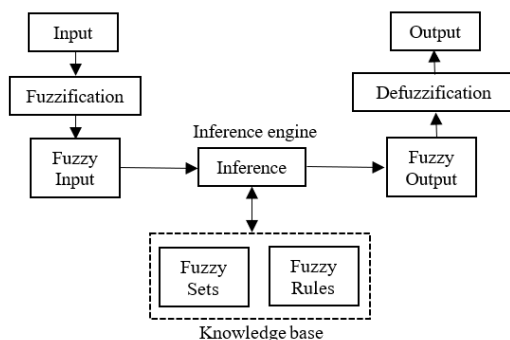 Input
Output
Fuzzification
Defuzzification
Inference engine
Fuzzy
Input
Inference
Fuzzy
Output
Fuzzy
Sets
Fuzzy
Rules
Knowledge base